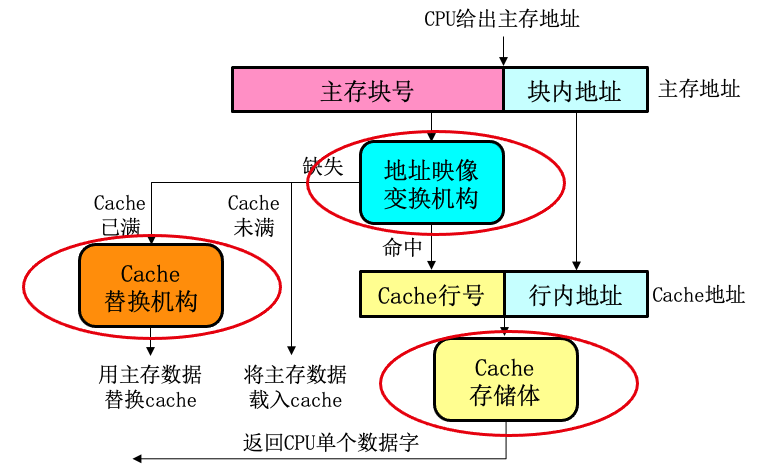 CPU给出主存地址
主存块号
块内地址
主存地址
缺失
地址映像
变换机构
Cache
已满
Cache
未满
命中
Cache
替换机构
Cache行号
行内地址
Cache地址
用主存数据
替换cache
将主存数据
载入cache
Cache
存储体
返回CPU单个数据字